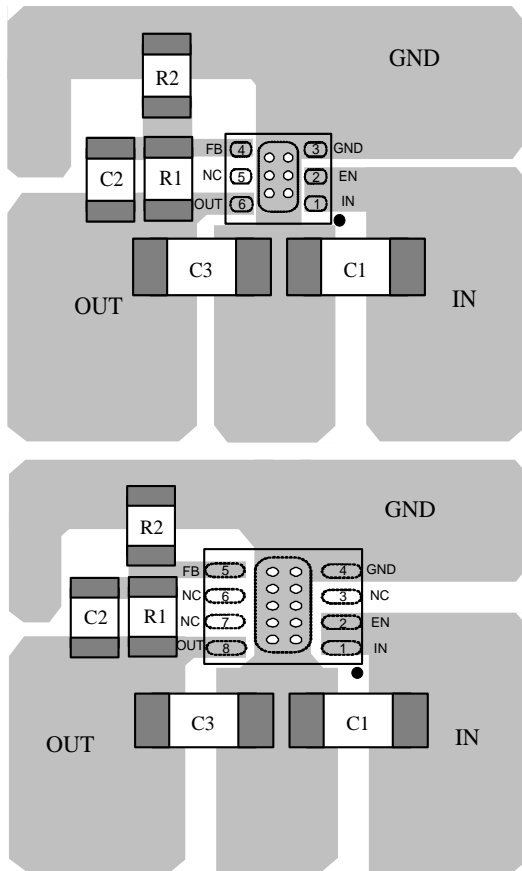 GND
R2
FB 4 3 GND
C2 R1 NC 5 2 EN
OUT 6 1 IN
C3 C1
OUT IN
GND
R2
FB 5 4 GND
NC 6 3 NC
C2 R1 NC 7 2 EN
OUT 8 1 IN
C3 C1
OUT IN